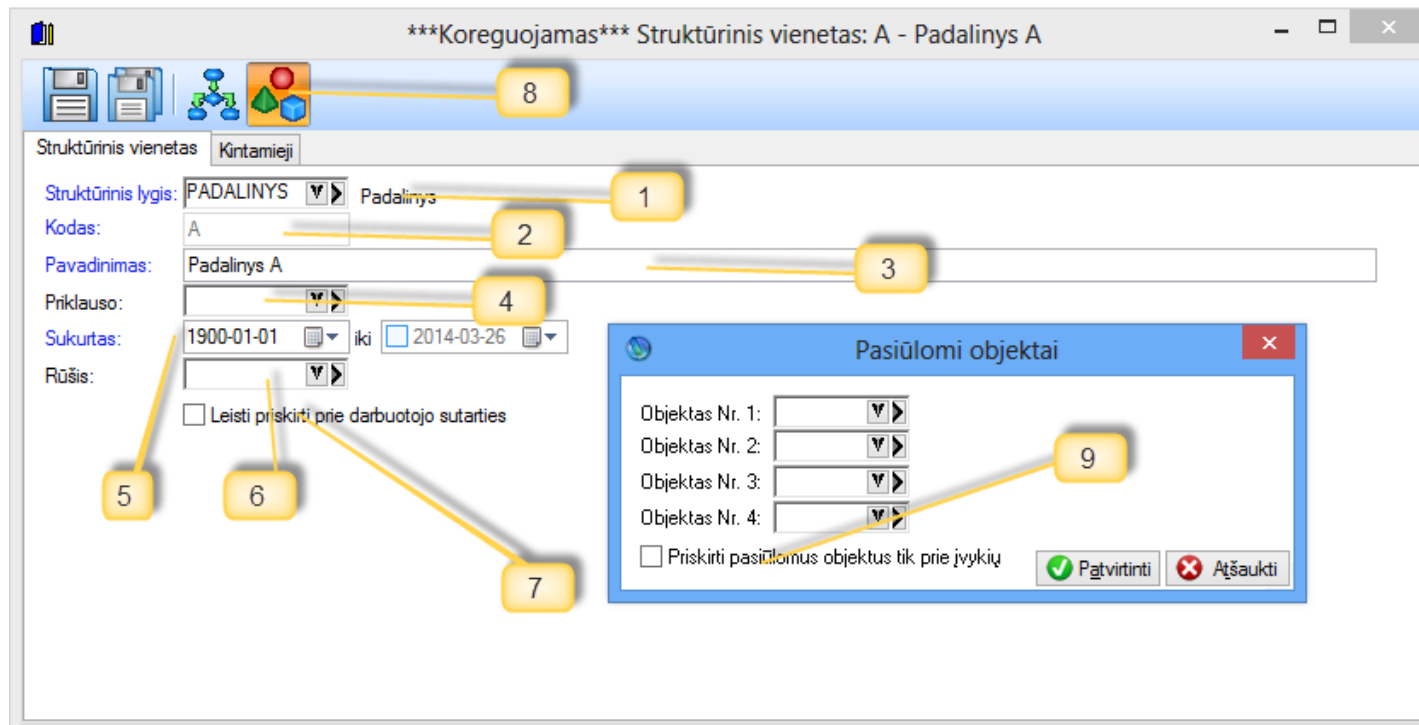 ***Koreguojamas*** Struktūrinis vienetas: A - Padalinys A
8
Struktūrinis vienetas Kintamieji
Struktūrinis lygis: PADALINYS Padalinys 1
Kodas: A 2
Pavadinimas: Padalinys A 3
Priklauso: 4
Sukurtas: 1900-01-01 iki 2014-03-26
Rūšis:
Leisti priskirti prie darbuotojo sutarties
5 6
7
Pasiūlomi objektai
Objektas Nr. 1:
Objektas Nr. 2:
Objektas Nr. 3:
Objektas Nr. 4:
9
Priskirti pasiūlomus objektus tik prie įvykių
Patvirtinti Atšaukti